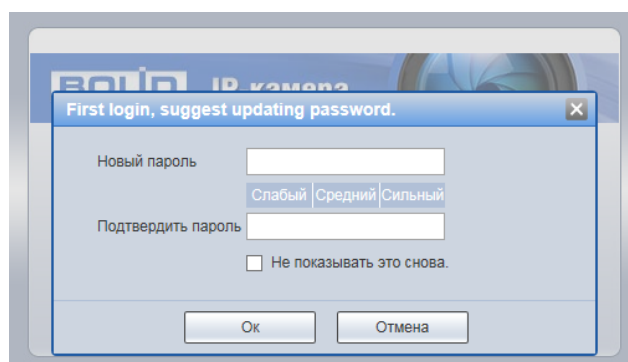 BOLID IP-камера
First login, suggest updating password.
Новый пароль
Слабый Средний Сильный
Подтвердить пароль
Не показывать это снова.
Ок Отмена